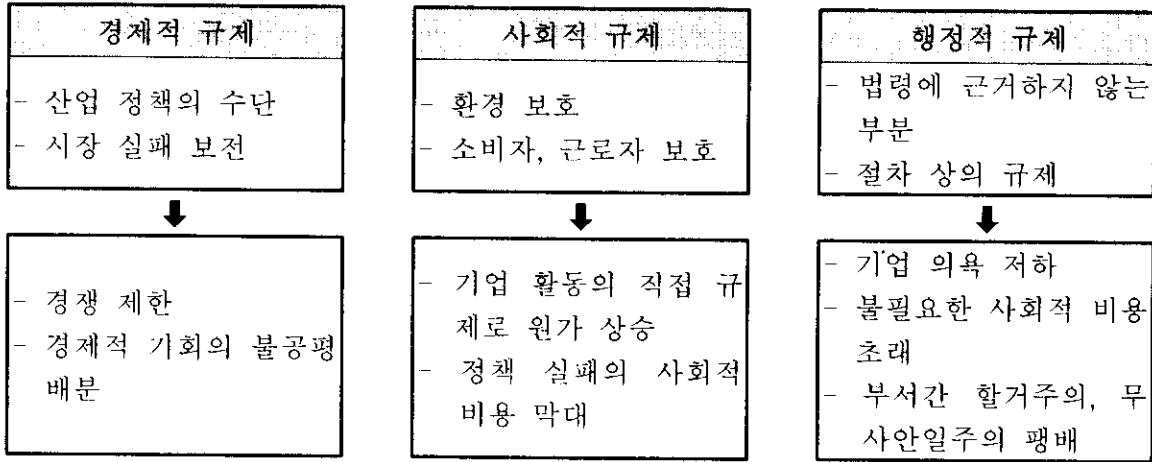 경제적 규제
- 산업 정책의 수단
- 시장 실패 보전
- 경쟁 제한
- 경제적 기회의 불공평
배분
사회적 규제
- 환경 보호
- 소비자, 근로자 보호
- 기업 활동의 직접 규
제로 원가 상승
- 정책 실패의 사회적
비용 막대
행정적 규제
- 법령에 근거하지 않는
부분
- 절차 상의 규제
- 기업 의욕 저하
- 불필요한 사회적 비용
초래
- 부서간 할거주의, 무
사안일주의 팽배